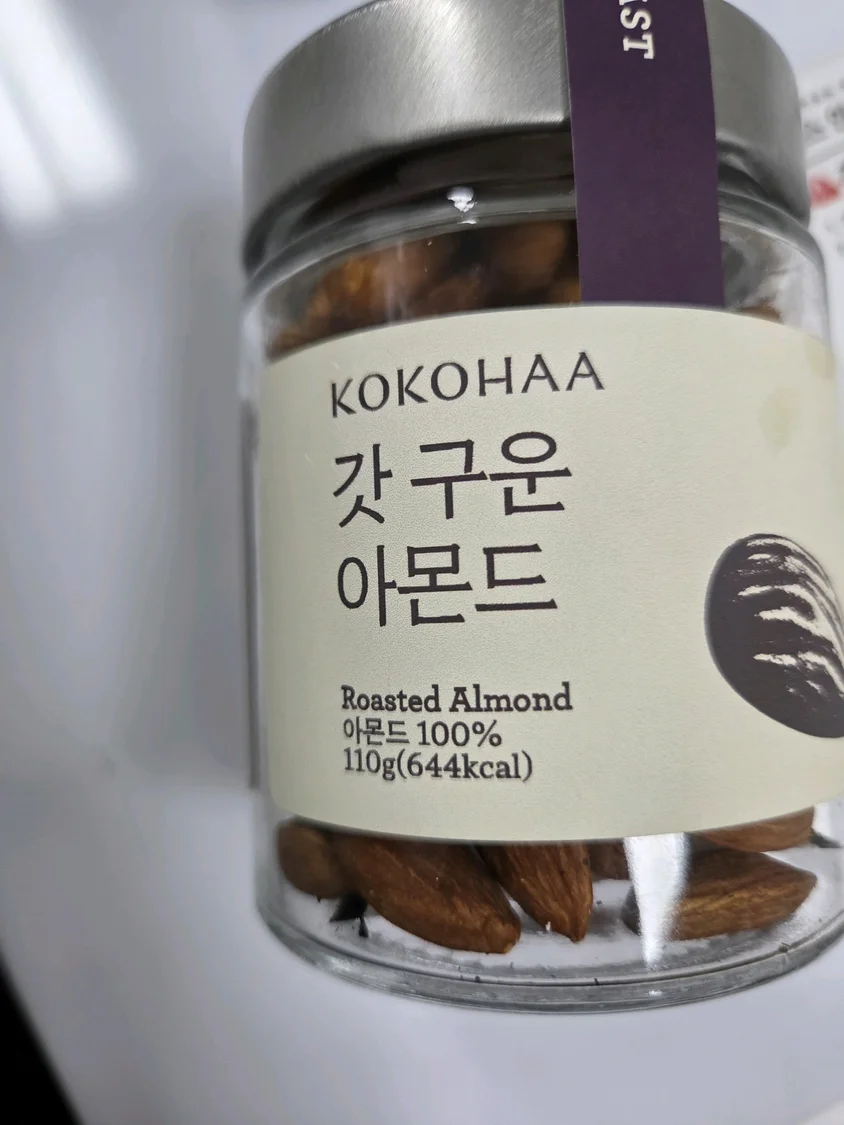 KOKOHAA
갓 구운
아몬드
Roasted Almond
아몬드 100%
110g(644kcal)